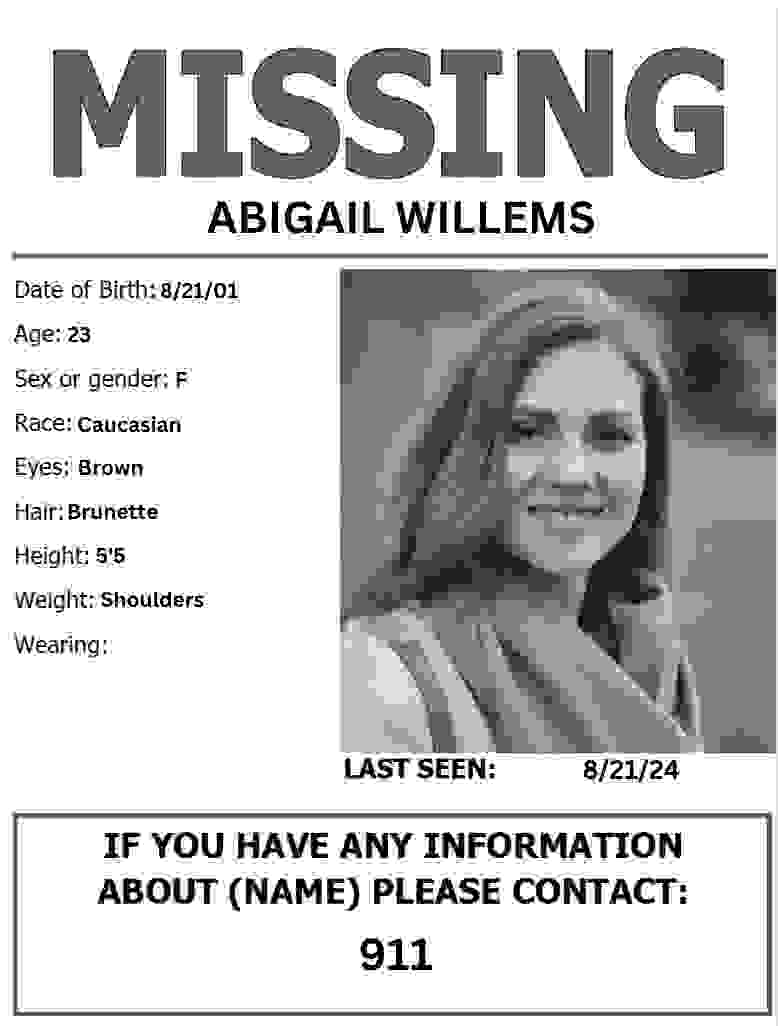 MISSING
ABIGAIL WILLEMS
Date of Birth: 8/21/01
Age: 23
Sex or gender: F
Race: Caucasian
Eyes: Brown
Hair: Brunette
Height: 5'5
Weight: Shoulders
Wearing:
LAST SEEN: 8/21/24
IF YOU HAVE ANY INFORMATION
ABOUT (NAME) PLEASE CONTACT:
911